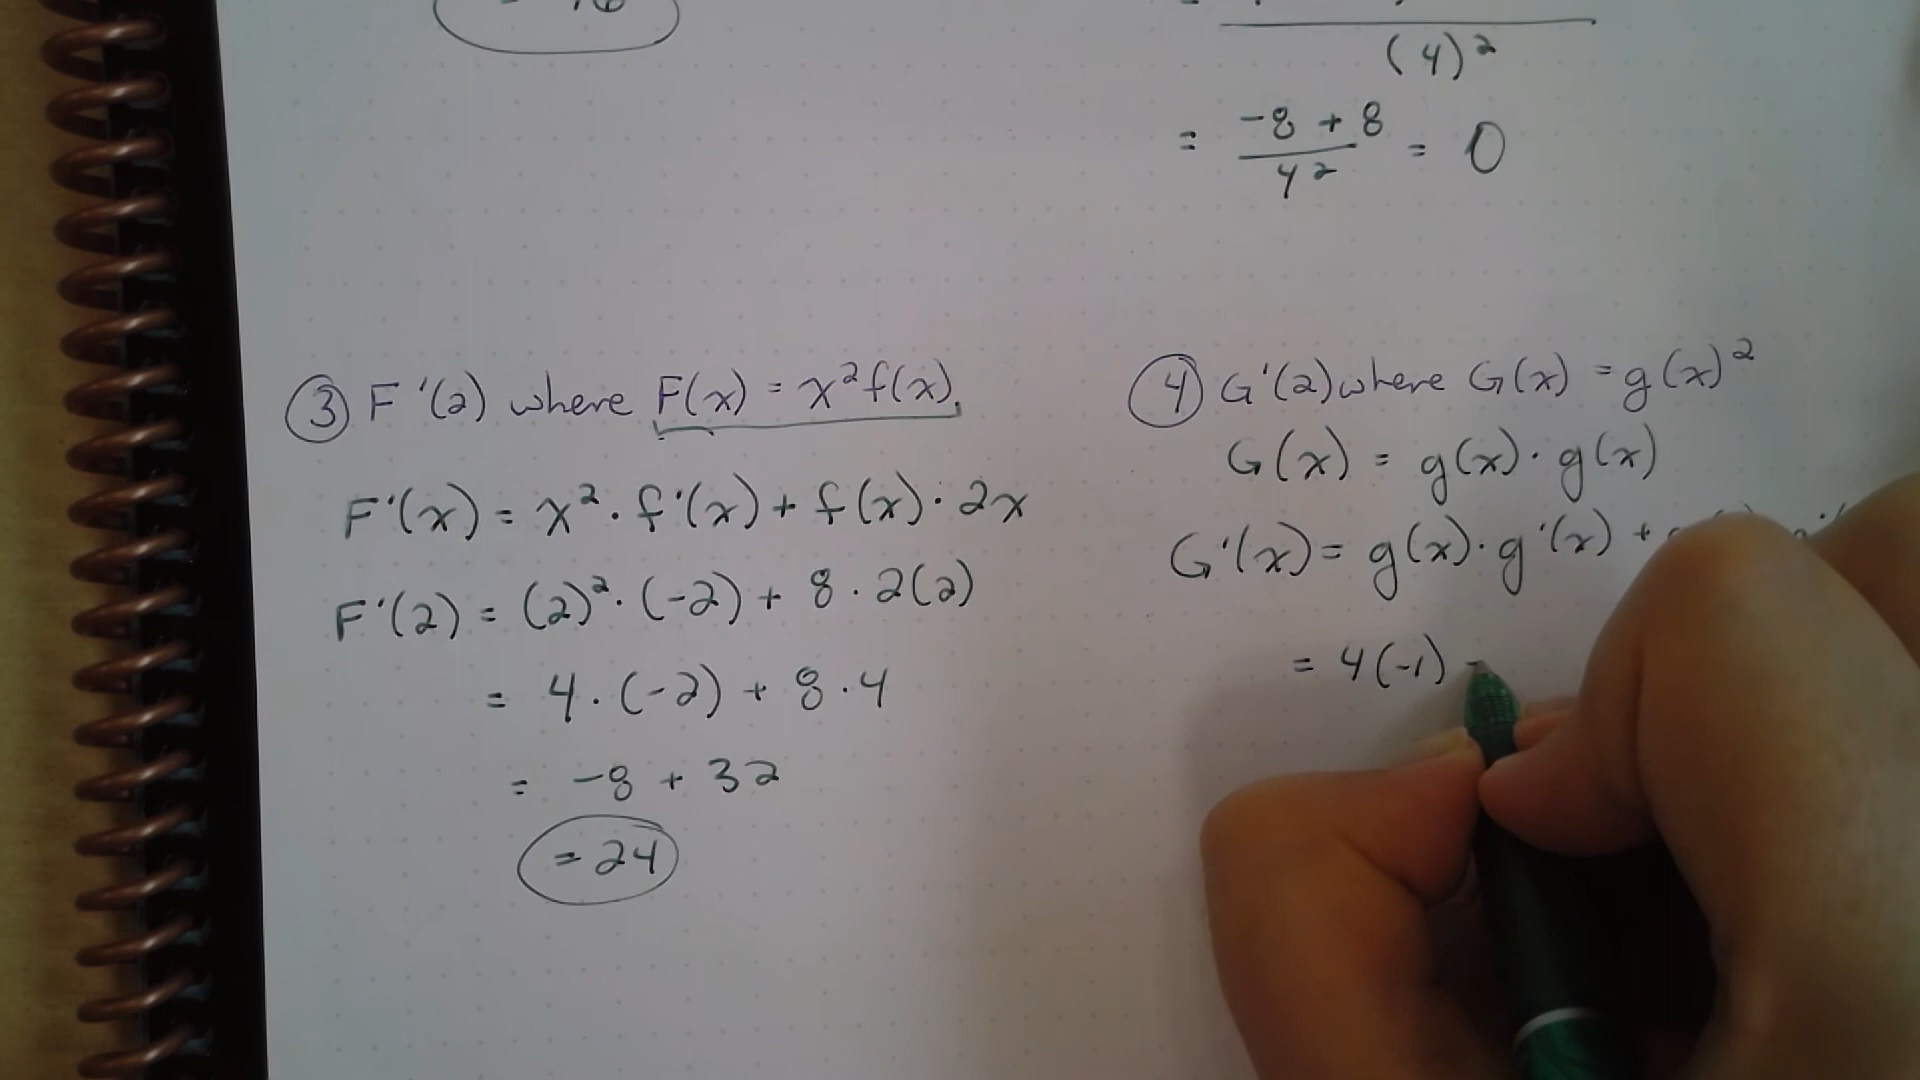 (4)²
= -8 + 8 / 4² = 0
③ F'(2) where F(x) = x²f(x).
F'(x) = x² · f'(x) + f(x) · 2x
F'(2) = (2)² · (-2) + 8 · 2(2)
= 4 · (-2) + 8 · 4
= -8 + 32
= 24
④ G'(2) where G(x) = g(x)²
G(x) = g(x) · g(x)
G'(x) = g(x) · g'(x) +
= 4(-1)